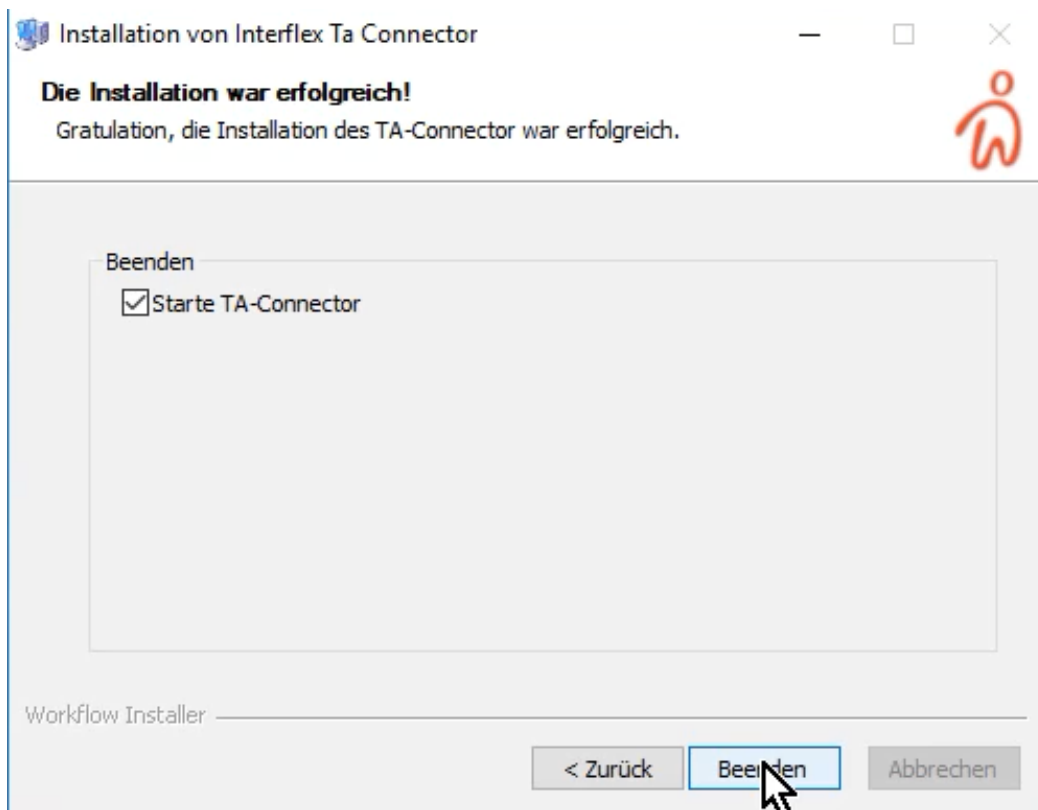 Installation von Interflex Ta Connector
Die Installation war erfolgreich!
Gratulation, die Installation des TA-Connector war erfolgreich.
Beenden
Starte TA-Connector
Workflow Installer
< Zurück Beenden Abbrechen